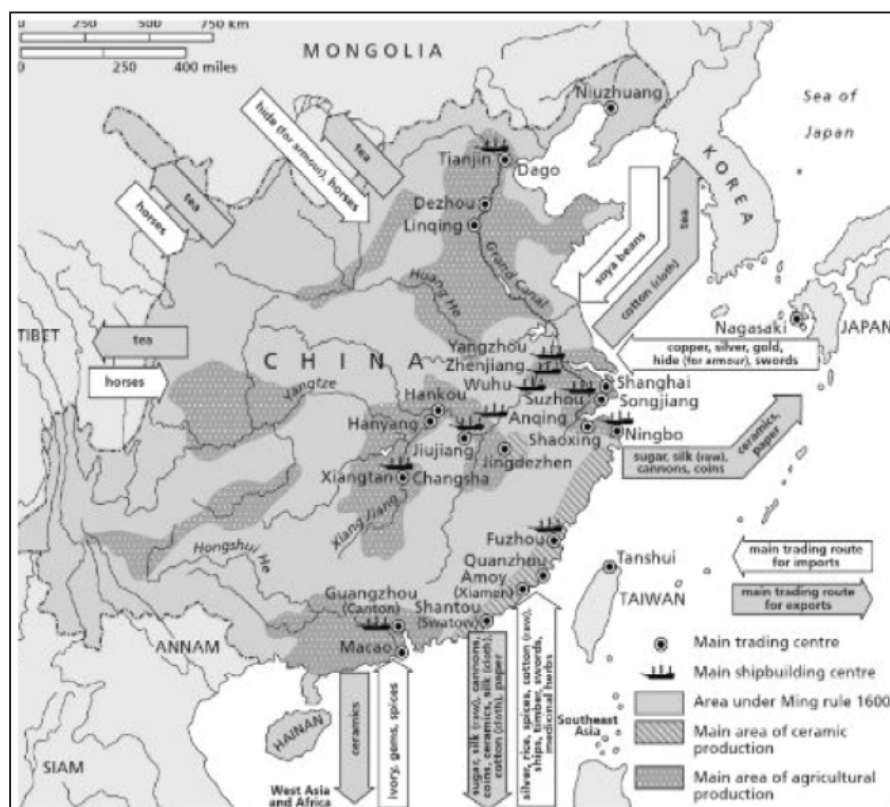 0 250 500 750 km
0 250 400 miles
MONGOLIA
Niuzhuang
Sea of
Japan
hide (for armour), horses
tea
Tianjin
Dago
KOREA
tea
horses
Dezhou
Linqing
soya beans
tea
cotton (cloth)
Grand Canal
Huang He
TIBET
tea
horses
CHINA
Nagasaki
JAPAN
copper, silver, gold,
hide (for armour), swords
Yangzhou
Zhenjiang
Wuhu
Yangtze
Hankou
Suzhou
Shanghai
Songjiang
Hanyang
Anqing
Shaoxing
Ningbo
Jiujiang
Jingdezhen
ceramics,
paper
sugar, silk (raw),
cannons, coins
Xiangtan
Changsha
Xiang Jiang
Hongshui He
Fuzhou
Quanzhou
Amoy
(Xiamen)
Tanshui
TAIWAN
main trading route
for imports
main trading route
for exports
Guangzhou
(Canton)
Shantou
(Swatow)
Macao
ANNAM
HAINAN
SIAM
ceramics
ivory, gems, spices
sugar, silk (raw), cannons,
coins, ceramics, silk (cloth),
cotton (cloth), paper
silver, rice, spices, cotton (raw),
ships, timber, swords,
medicinal herbs
West Asia
and Africa
Southeast
Asia
Main trading centre
Main shipbuilding centre
Area under Ming rule 1600
Main area of ceramic
production
Main area of agricultural
production